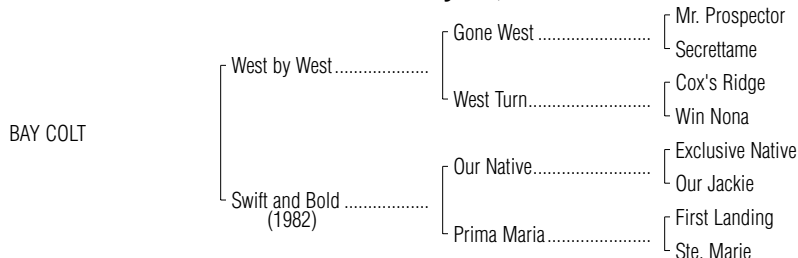 Mr. Prospector
Gone West ........................
Secrettame
West by West....................
Cox's Ridge
West Turn..........................
Win Nona
BAY COLT
Exclusive Native
Our Native.........................
Our Jackie
Swift and Bold ..................
(1982)
First Landing
Prima Maria......................
Ste. Marie